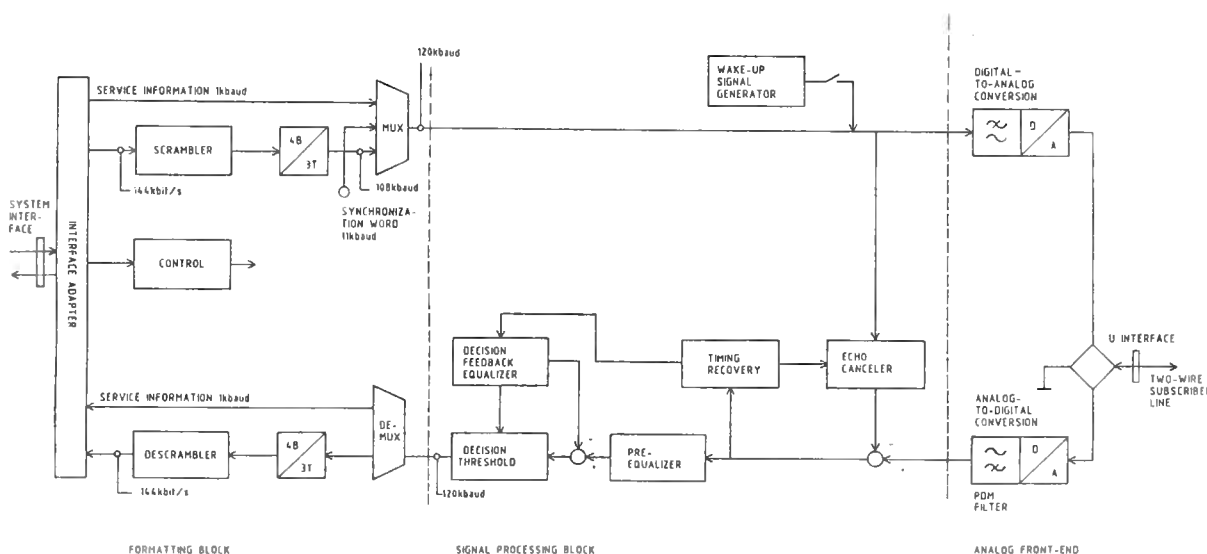 120kbaud
WAKE-UP
SIGNAL
GENERATOR
DIGITAL-
TO-ANALOG
CONVERSION
SERVICE INFORMATION 1kbaud
MUX
SCRAMBLER
4B
3T
D
A
144kbit/s
108kbaud
SYNCHRONIZA-
TION WORD
11kbaud
SYSTEM
INTER-
FACE
INTERFACE ADAPTER
CONTROL
U INTERFACE
TWO-WIRE
SUBSCRIBER
LINE
DECISION
FEEDBACK
EQUALIZER
TIMING
RECOVERY
ECHO
CANCELER
SERVICE INFORMATION 1kbaud
DE-
MUX
ANALOG-
TO-DIGITAL
CONVERSION
DESCRAMBLER
4B
3T
DECISION
THRESHOLD
PRE-
EQUALIZER
D
A
144kbit/s
120kbaud
PDM
FILTER
FORMATTING BLOCK
SIGNAL PROCESSING BLOCK
ANALOG FRONT-END